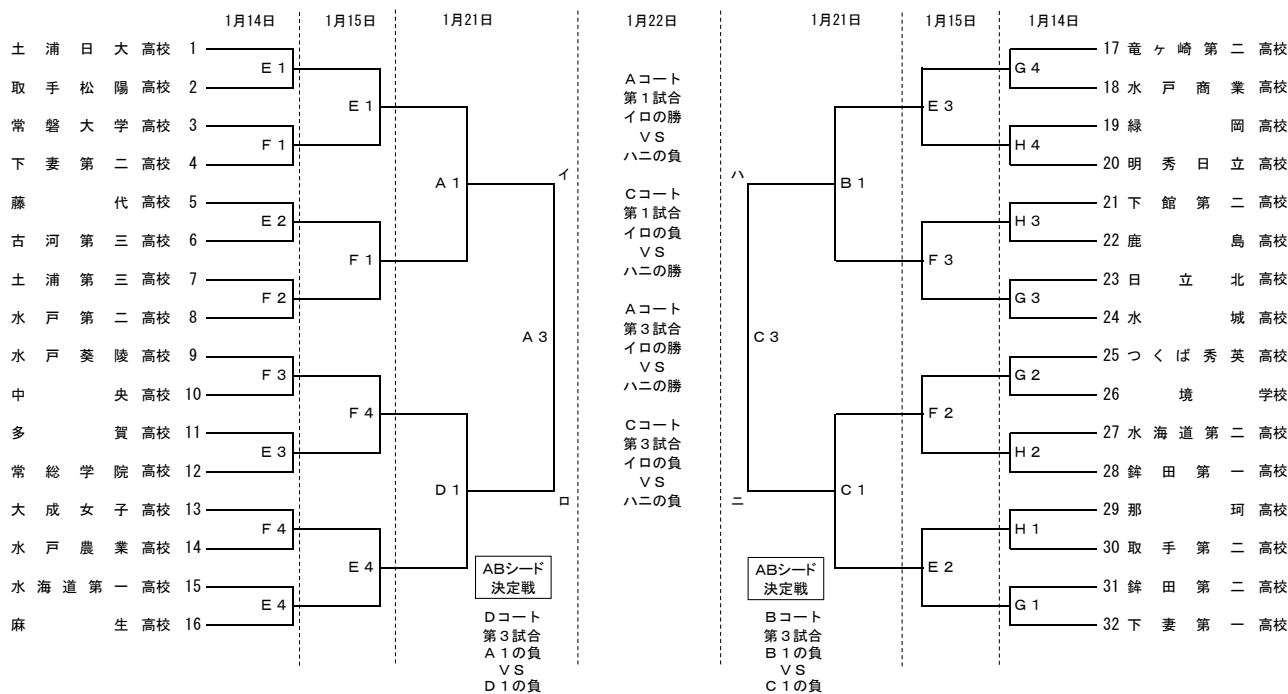 1月14日 1月15日 1月21日 1月22日 1月21日 1月15日 1月14日
土浦日大 高校 1
取手松陽 高校 2
常磐大学 高校 3
下妻第二 高校 4
藤代 高校 5
古河第三 高校 6
土浦第三 高校 7
水戸第二 高校 8
水戸葵陵 高校 9
中央 高校 10
多賀 高校 11
常総学院 高校 12
大成女子 高校 13
水戸農業 高校 14
水海道第一 高校 15
麻生 高校 16
E1
F1
E2
F2
F3
E3
F4
E4
E1
F1
F4
E4
A1
D1
イ
A3
ロ
ABシード
決定戦
Dコート
第3試合
A1の負
VS
D1の負
Aコート
第1試合
イロの勝
VS
ハニの負
Cコート
第1試合
イロの負
VS
ハニの勝
Aコート
第3試合
イロの勝
VS
ハニの勝
Cコート
第3試合
イロの負
VS
ハニの負
ハ
C3
ニ
B1
C1
ABシード
決定戦
Bコート
第3試合
B1の負
VS
C1の負
E3
F3
F2
E2
G4
H4
H3
G3
G2
H2
H1
G1
17 竜ヶ崎第二 高校
18 水戸商業 高校
19 緑岡 高校
20 明秀日立 高校
21 下館第二 高校
22 鹿島 高校
23 日立北 高校
24 水城 高校
25 つくば秀英 高校
26 境 学校
27 水海道第二 高校
28 鉾田第一 高校
29 那珂 高校
30 取手第二 高校
31 鉾田第二 高校
32 下妻第一 高校